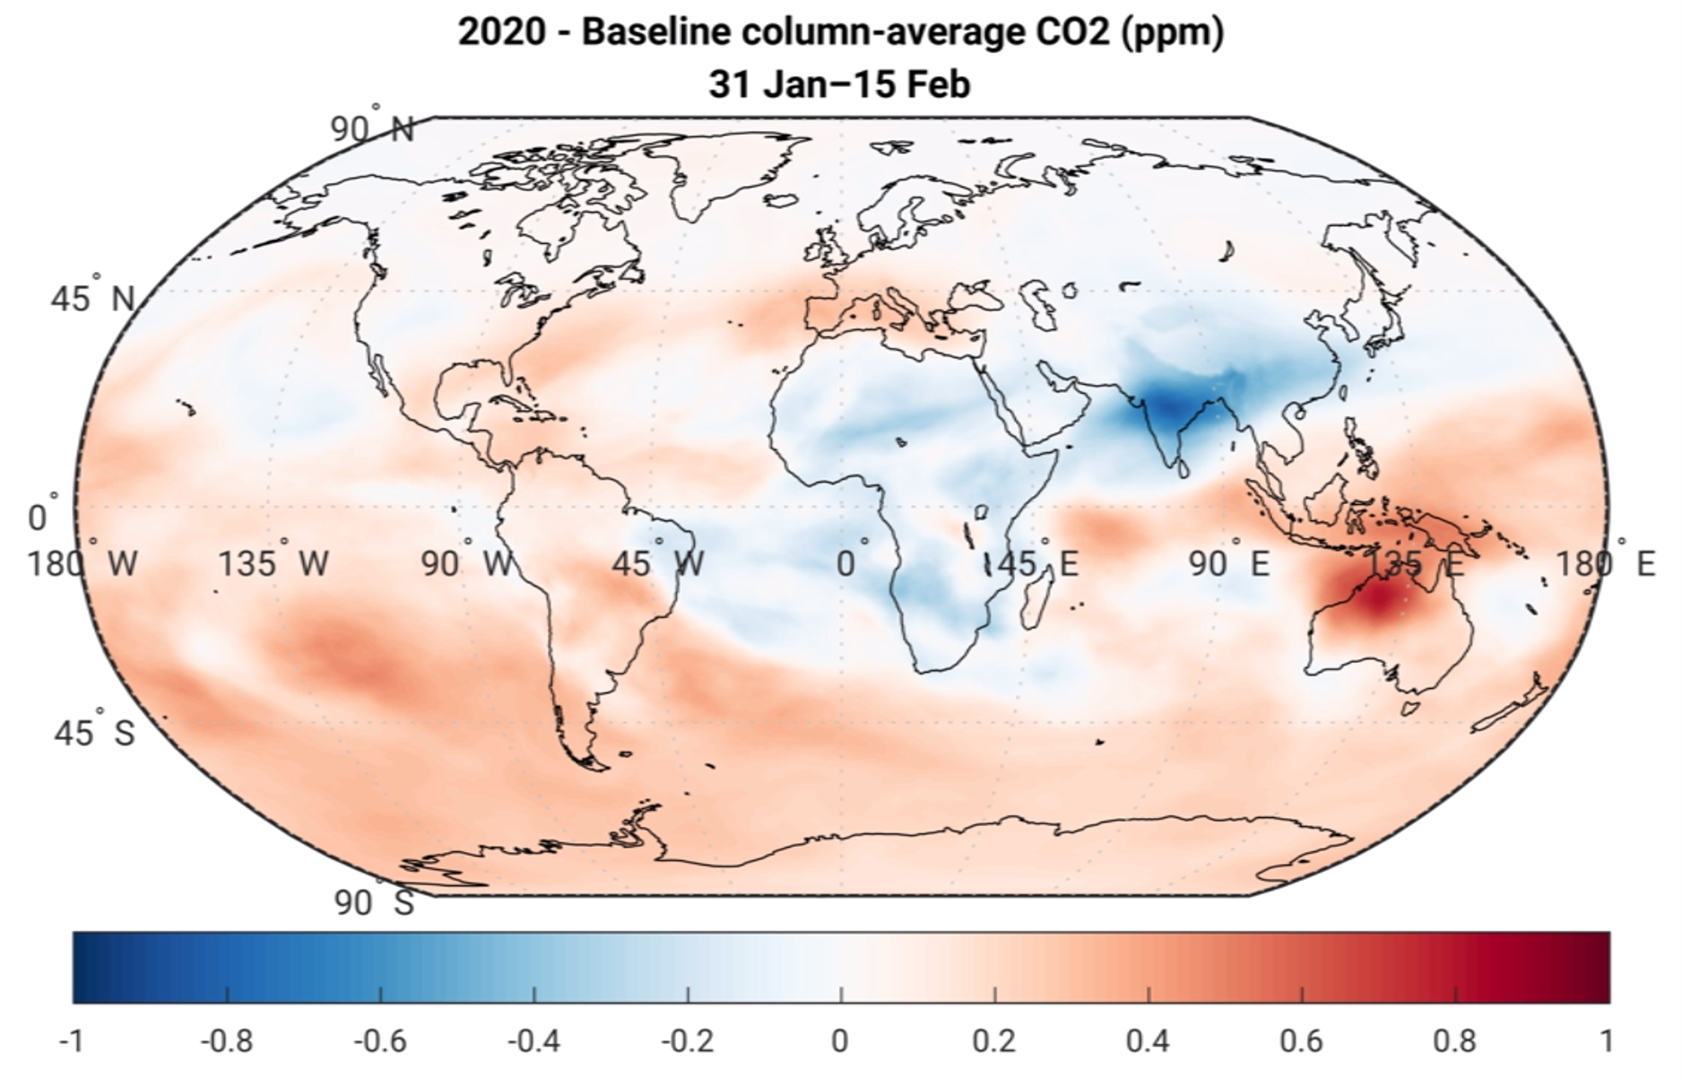 2020 - Baseline column-average CO2 (ppm)
31 Jan–15 Feb
90° N
45° N
0°
180° W 135° W 90° W 45° W 0° 45° E 90° E 135° E 180° E
45° S
90° S
-1 -0.8 -0.6 -0.4 -0.2 0 0.2 0.4 0.6 0.8 1